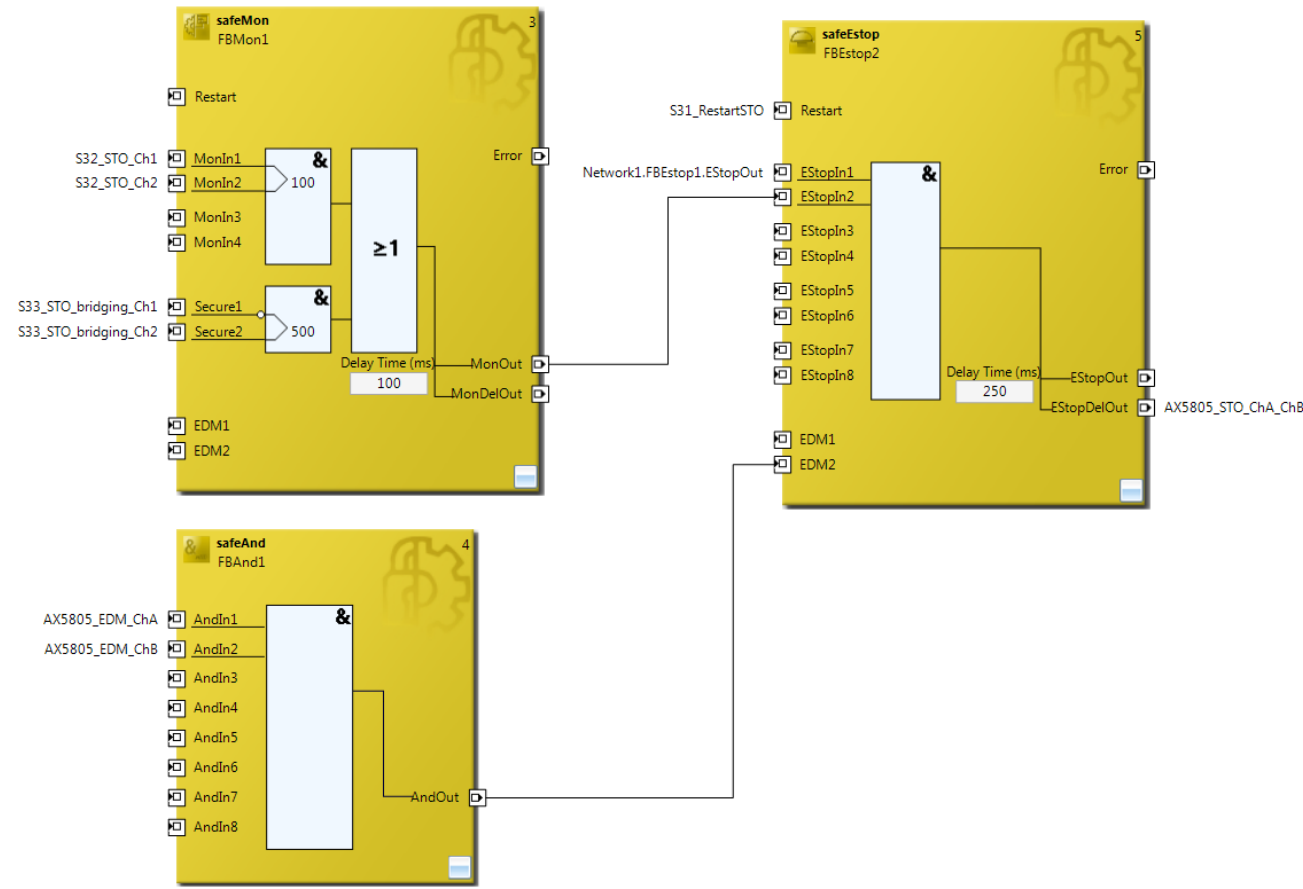 safeMon
FBMon1
3
Restart
S32_STO_Ch1
MonIn1
S32_STO_Ch2
MonIn2
MonIn3
MonIn4
&
100
≥1
Error
S33_STO_bridging_Ch1
Secure1
S33_STO_bridging_Ch2
Secure2
&
500
Delay Time (ms)
100
MonOut
MonDelOut
EDM1
EDM2
safeEstop
FBEstop2
5
S31_RestartSTO
Restart
Network1.FBEstop1.EStopOut
EStopIn1
EStopIn2
EStopIn3
EStopIn4
EStopIn5
EStopIn6
EStopIn7
EStopIn8
&
Error
Delay Time (ms)
250
EStopOut
EStopDelOut
AX5805_STO_ChA_ChB
EDM1
EDM2
safeAnd
FBAnd1
4
AX5805_EDM_ChA
AndIn1
AX5805_EDM_ChB
AndIn2
AndIn3
AndIn4
AndIn5
AndIn6
AndIn7
AndIn8
&
AndOut